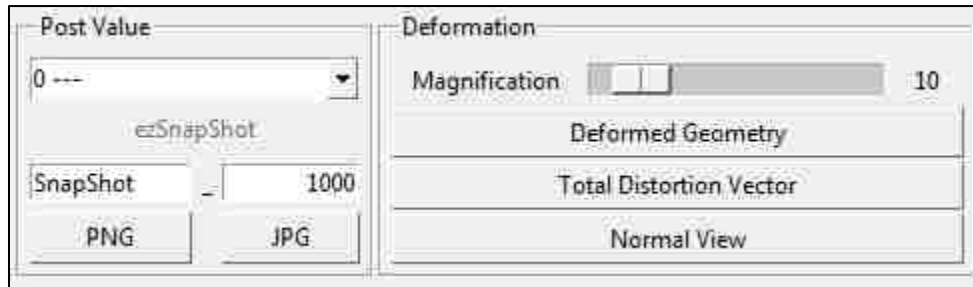 Post Value
0 ---
ezSnapShot
SnapShot _ 1000
PNG JPG
Deformation
Magnification 10
Deformed Geometry
Total Distortion Vector
Normal View